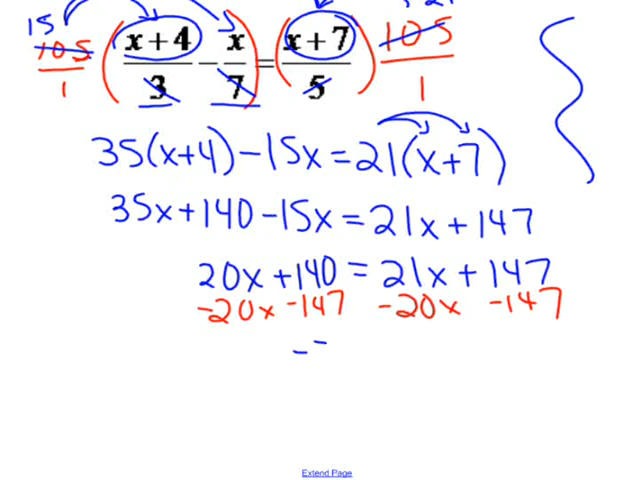 15
105/1 ( (x + 4)/3 − x/7 ) = ( (x + 7)/5 ) 105/1
35(x+4) −15x = 21(x+7)
35x+140 −15x = 21x + 147
20x +140 = 21x + 147
−20x −147 −20x −147
Extend Page